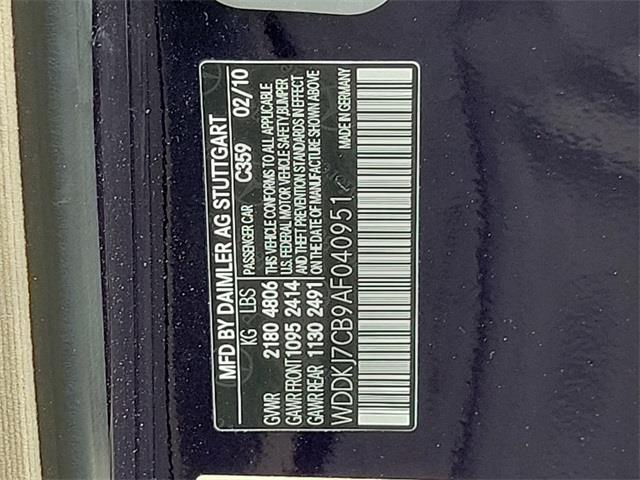 MFD BY DAIMLER AG STUTTGART
KG LBS PASSENGER CAR C359 02/10
GVWR 2180 4806 THIS VEHICLE CONFORMS TO ALL APPLICABLE
U.S. FEDERAL MOTOR VEHICLE SAFETY, BUMPER
GAWR FRONT 1095 2414 AND THEFT PREVENTION STANDARDS IN EFFECT
GAWR REAR 1130 2491 ON THE DATE OF MANUFACTURE SHOWN ABOVE
WDDKJ7CB9AF040951 MADE IN GERMANY